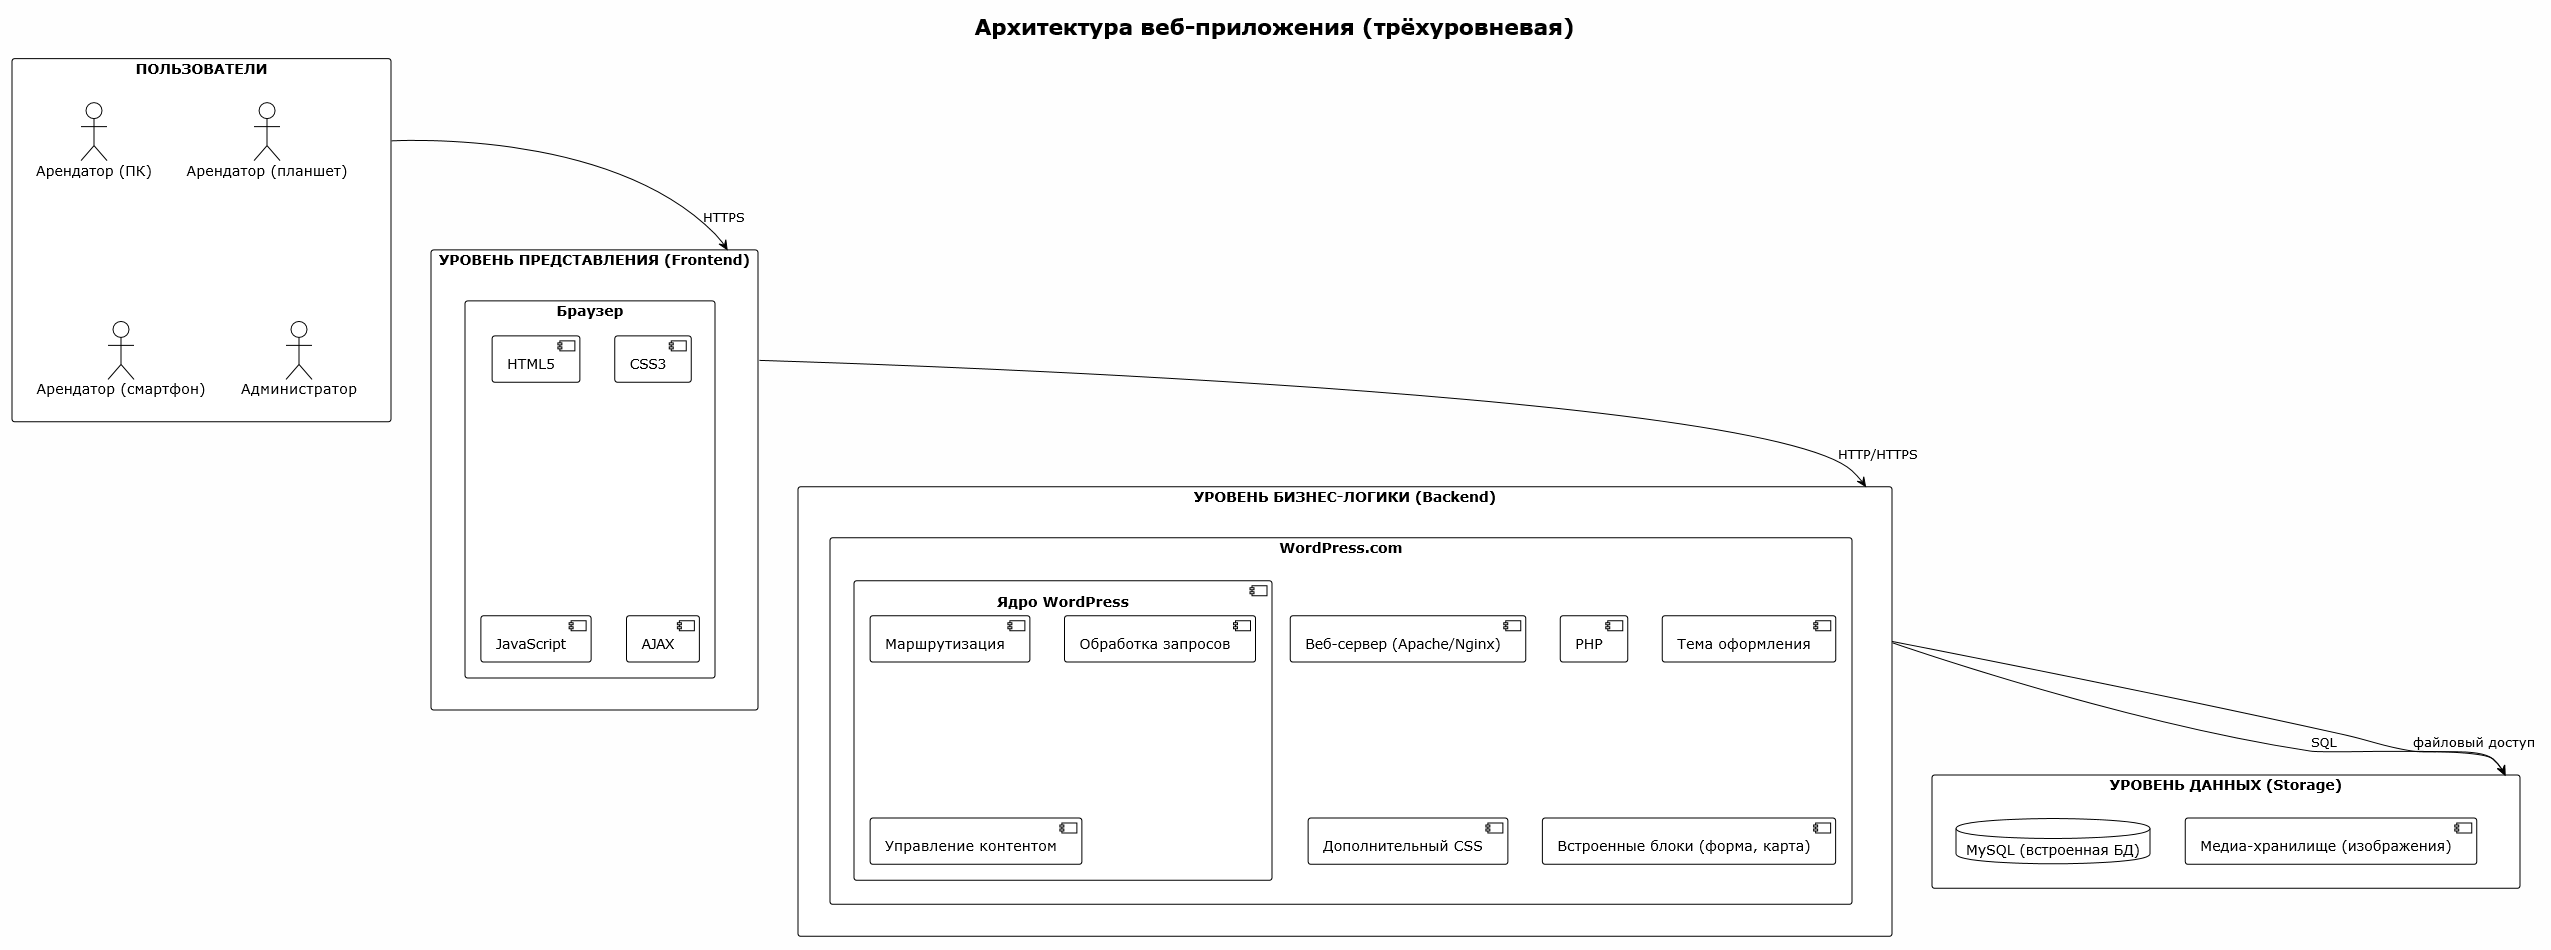 Архитектура веб-приложения (трёхуровневая)
ПОЛЬЗОВАТЕЛИ
Арендатор (ПК)
Арендатор (планшет)
Арендатор (смартфон)
Администратор
HTTPS
УРОВЕНЬ ПРЕДСТАВЛЕНИЯ (Frontend)
Браузер
HTML5
CSS3
JavaScript
AJAX
HTTP/HTTPS
УРОВЕНЬ БИЗНЕС-ЛОГИКИ (Backend)
WordPress.com
Ядро WordPress
Маршрутизация
Обработка запросов
Управление контентом
Веб-сервер (Apache/Nginx)
PHP
Тема оформления
Дополнительный CSS
Встроенные блоки (форма, карта)
SQL
файловый доступ
УРОВЕНЬ ДАННЫХ (Storage)
MySQL (встроенная БД)
Медиа-хранилище (изображения)